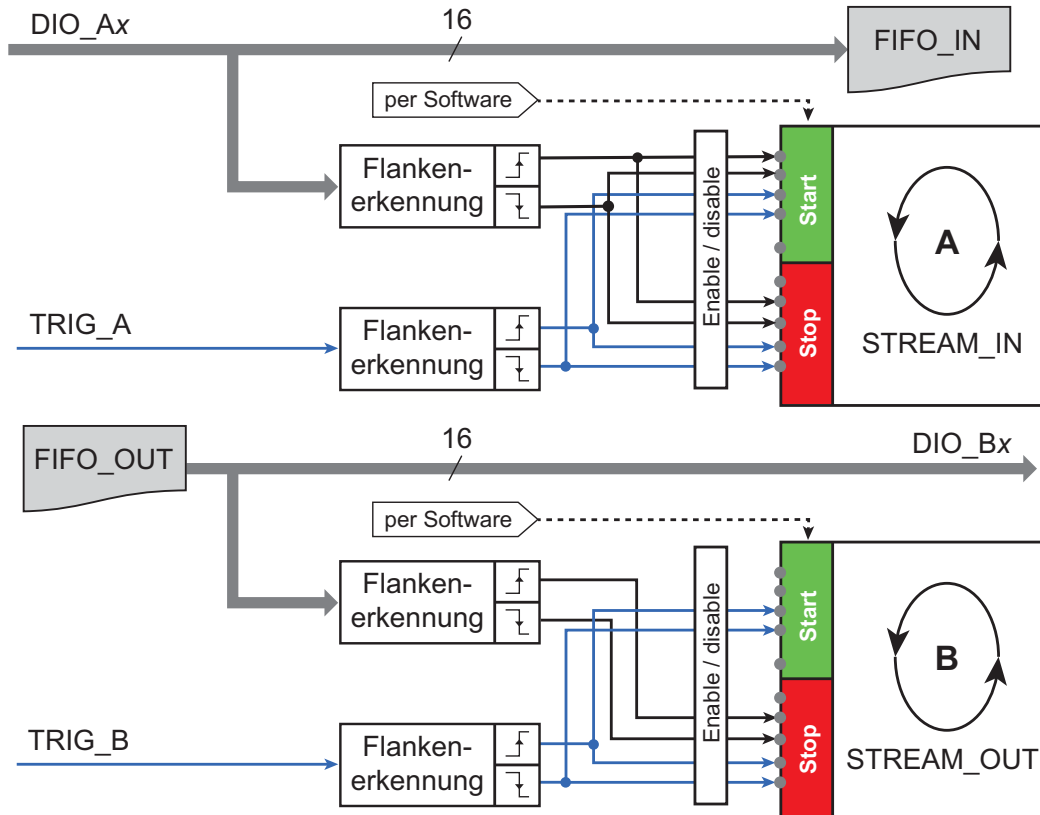 DIO_Ax
16
FIFO_IN
per Software
Flanken-
erkennung
Enable / disable
Start
Stop
A
STREAM_IN
TRIG_A
Flanken-
erkennung
FIFO_OUT
16
DIO_Bx
per Software
Flanken-
erkennung
Enable / disable
Start
Stop
B
STREAM_OUT
TRIG_B
Flanken-
erkennung